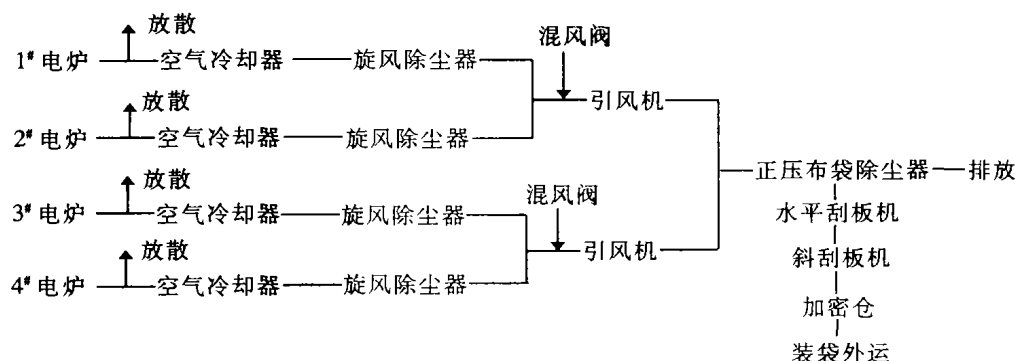 放散
混风阀
1# 电炉 空气冷却器 旋风除尘器
引风机
放散
2# 电炉 空气冷却器 旋风除尘器
正压布袋除尘器 排放
放散
混风阀
3# 电炉 空气冷却器 旋风除尘器
水平刮板机
引风机
放散
斜刮板机
4# 电炉 空气冷却器 旋风除尘器
加密仓
装袋外运